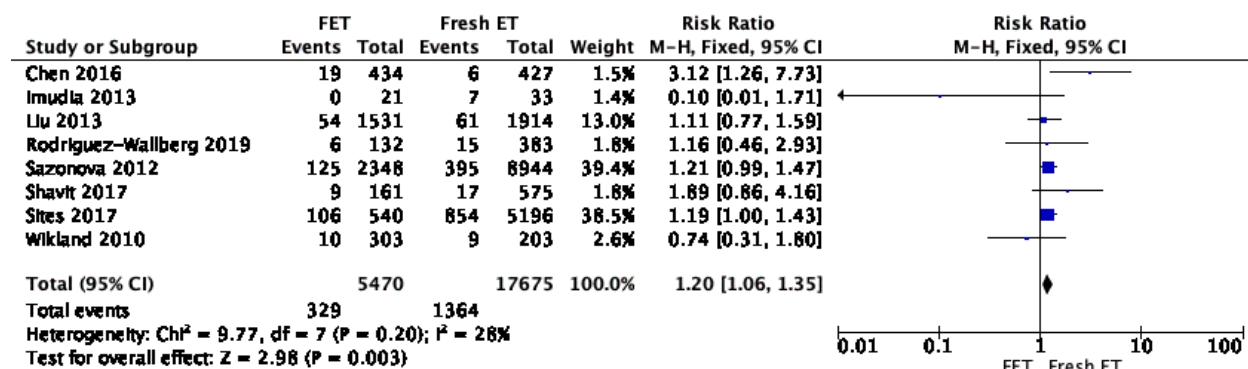 FET Fresh ET Risk Ratio Risk Ratio
Study or Subgroup Events Total Events Total Weight M-H, Fixed, 95% CI M-H, Fixed, 95% CI
Chen 2016 19 434 6 427 1.5% 3.12 [1.26, 7.73]
Imudia 2013 0 21 7 33 1.4% 0.10 [0.01, 1.71]
Liu 2013 54 1531 61 1914 13.0% 1.11 [0.77, 1.59]
Rodriguez-Wallberg 2019 6 132 15 383 1.8% 1.16 [0.46, 2.93]
Sazonova 2012 125 2348 395 8944 39.4% 1.21 [0.99, 1.47]
Shavit 2017 9 161 17 575 1.8% 1.89 [0.86, 4.16]
Sites 2017 106 540 854 5196 38.5% 1.19 [1.00, 1.43]
Wikland 2010 10 303 9 203 2.6% 0.74 [0.31, 1.80]
Total (95% CI) 5470 17675 100.0% 1.20 [1.06, 1.35]
Total events 329 1364
Heterogeneity: Chi² = 9.77, df = 7 (P = 0.20); I² = 28%
Test for overall effect: Z = 2.98 (P = 0.003)
0.01 0.1 1 10 100
FET Fresh ET